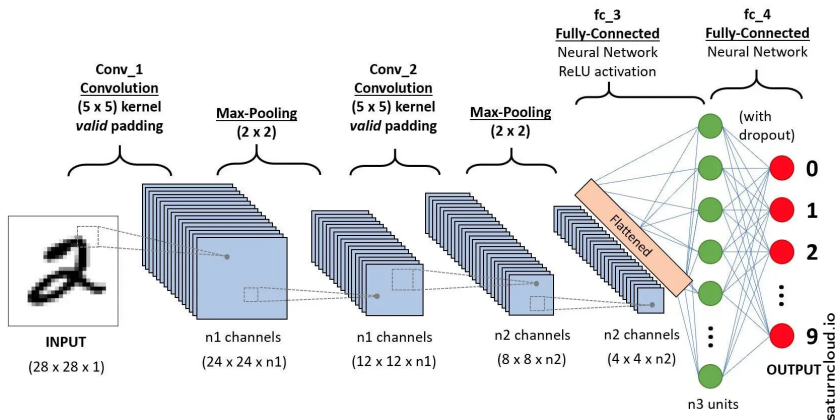 fc_3
Fully-Connected
Neural Network
ReLU activation
fc_4
Fully-Connected
Neural Network
Conv_1
Convolution
(5 x 5) kernel
valid padding
Max-Pooling
(2 x 2)
Conv_2
Convolution
(5 x 5) kernel
valid padding
Max-Pooling
(2 x 2)
(with
dropout)
Flattened
0
1
2
9
OUTPUT
INPUT
(28 x 28 x 1)
n1 channels
(24 x 24 x n1)
n1 channels
(12 x 12 x n1)
n2 channels
(8 x 8 x n2)
n2 channels
(4 x 4 x n2)
n3 units
2
saturncloud.io